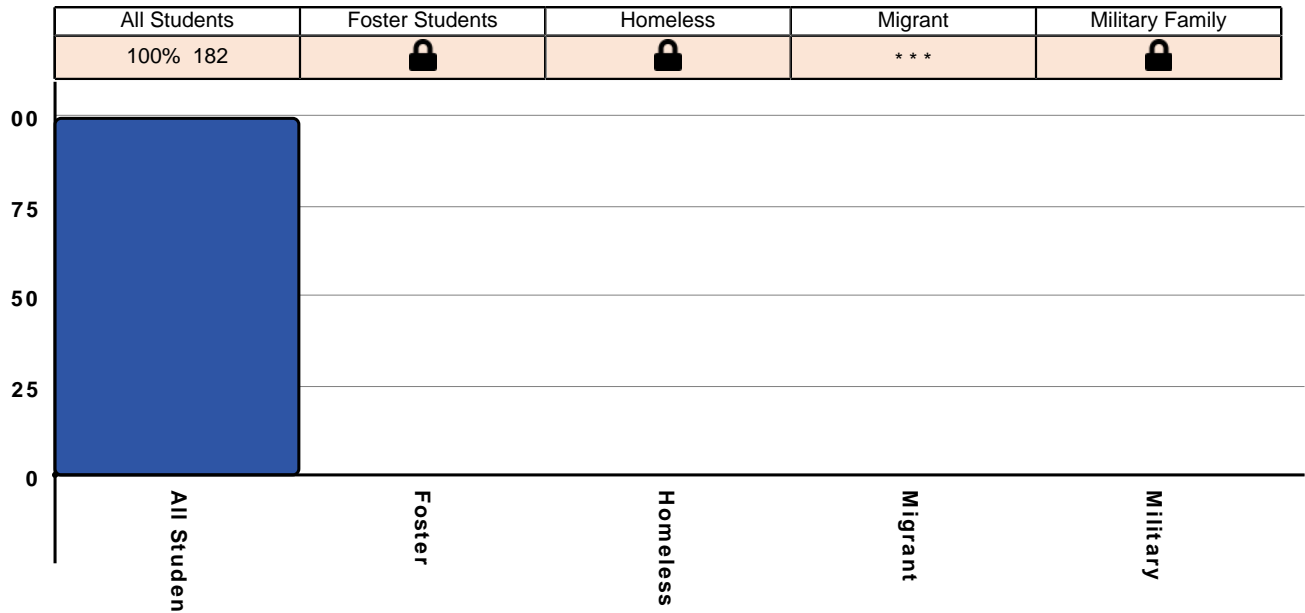 All Students Foster Students Homeless Migrant Military Family
100% 182 * * *
00
75
50
25
0
All Studen
Foster
Homeless
Migrant
Military